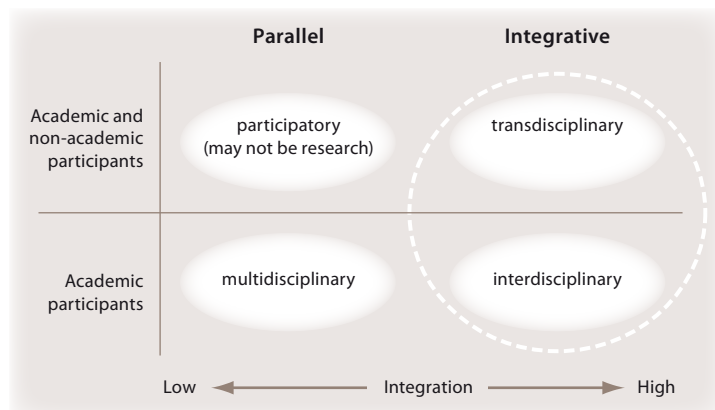 Parallel
Integrative
Academic and
non-academic
participants
participatory
(may not be research)
transdisciplinary
Academic
participants
multidisciplinary
interdisciplinary
Low
Integration
High